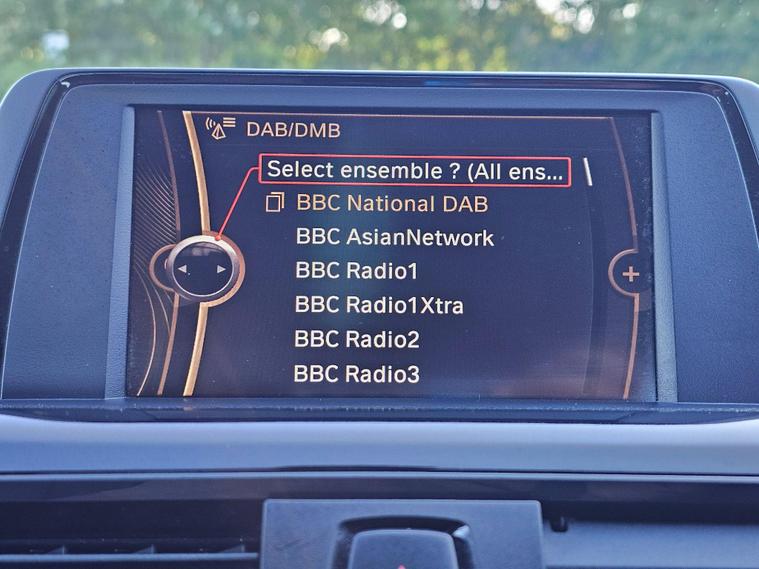 DAB/DMB
Select ensemble ? (All ens...
BBC National DAB
BBC AsianNetwork
BBC Radio1
BBC Radio1Xtra
BBC Radio2
BBC Radio3